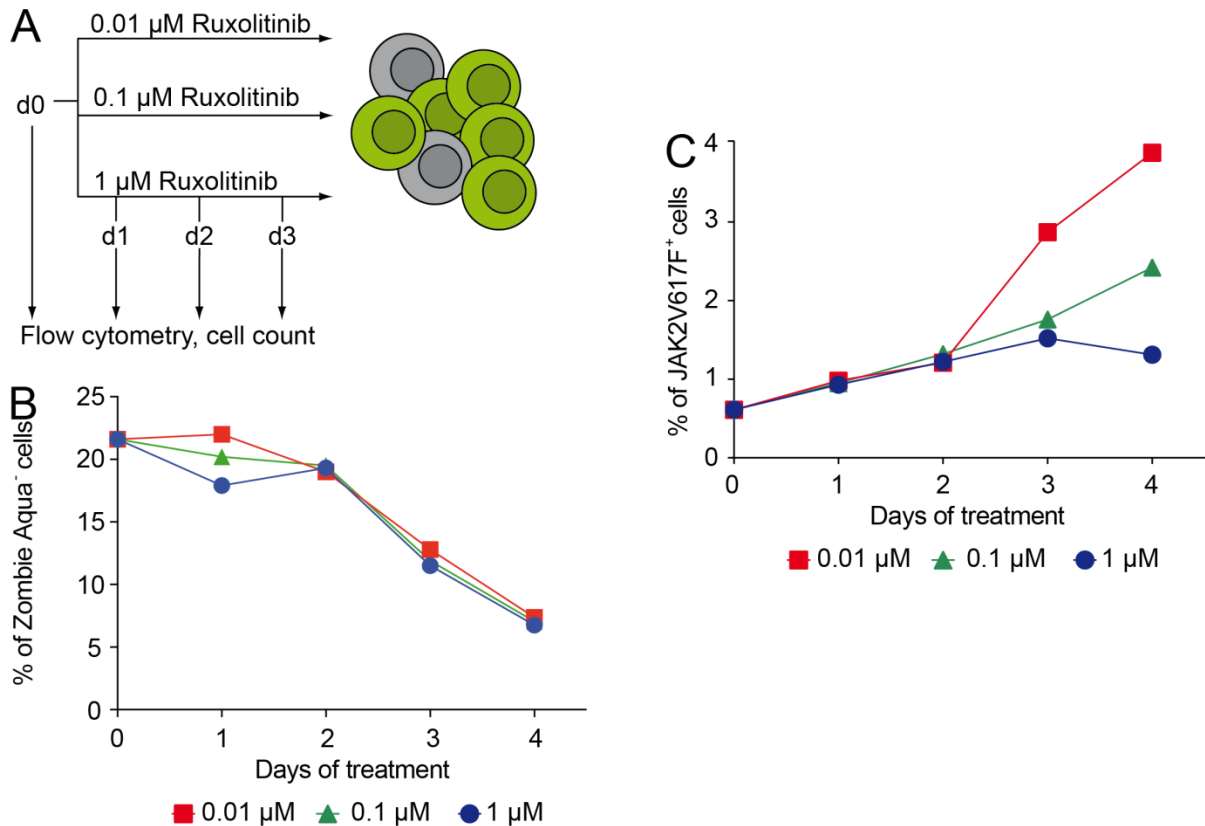 A
0.01 µM Ruxolitinib
d0
0.1 µM Ruxolitinib
1 µM Ruxolitinib
d1 d2 d3
Flow cytometry, cell count
B
% of Zombie Aqua⁻ cells
25
20
15
10
5
0
0 1 2 3 4
Days of treatment
0.01 µM 0.1 µM 1 µM
C
% of JAK2V617F⁺ cells
4
3
2
1
0
0 1 2 3 4
Days of treatment
0.01 µM 0.1 µM 1 µM